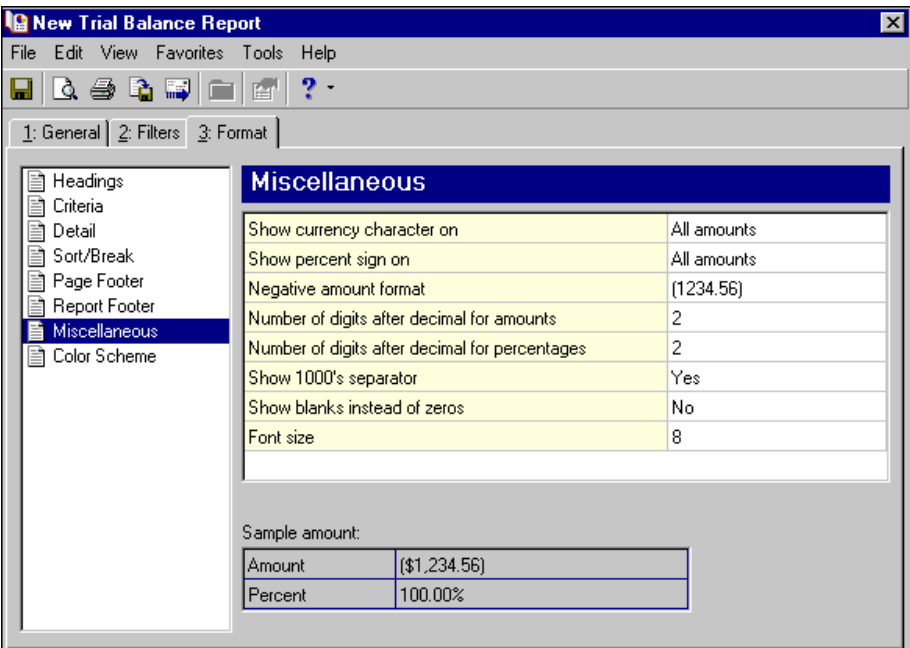 New Trial Balance Report
File Edit View Favorites Tools Help
?
1: General 2: Filters 3: Format
Headings
Criteria
Detail
Sort/Break
Page Footer
Report Footer
Miscellaneous
Color Scheme
Miscellaneous
Show currency character on All amounts
Show percent sign on All amounts
Negative amount format (1234.56)
Number of digits after decimal for amounts 2
Number of digits after decimal for percentages 2
Show 1000's separator Yes
Show blanks instead of zeros No
Font size 8
Sample amount:
Amount ($1,234.56)
Percent 100.00%